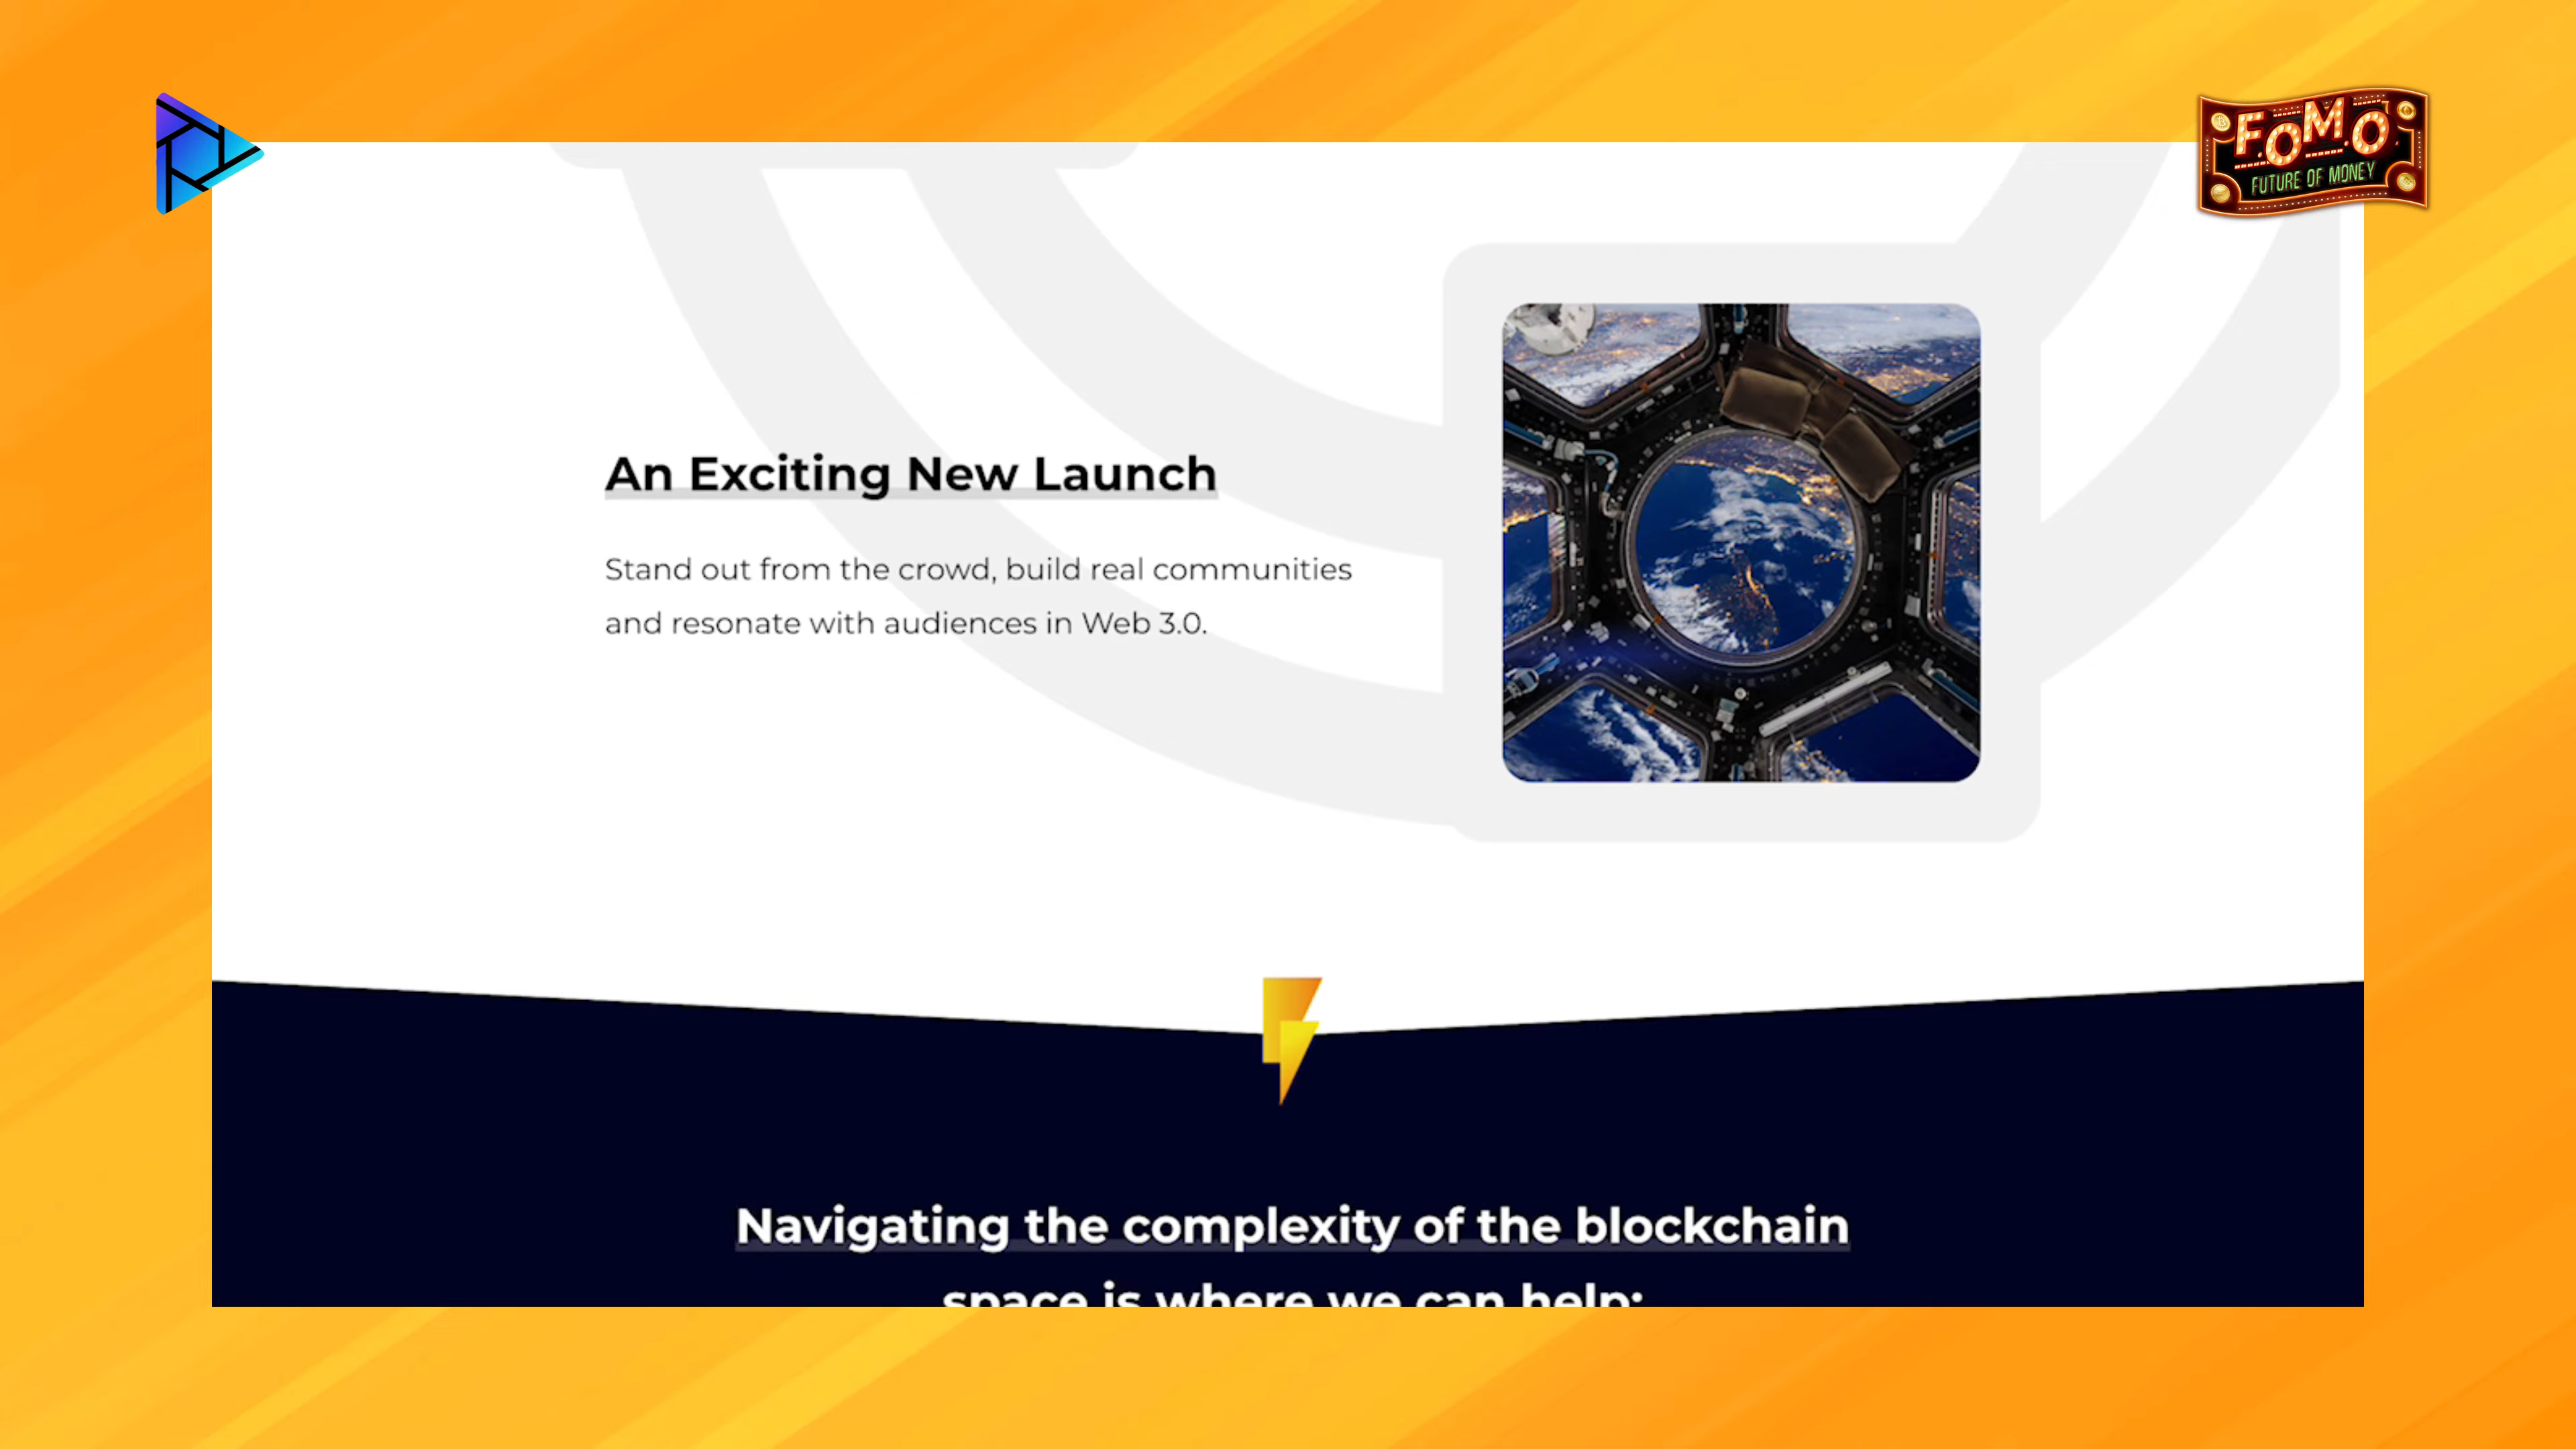 F.O.M.O.
FUTURE OF MONEY
An Exciting New Launch
Stand out from the crowd, build real communities
and resonate with audiences in Web 3.0.
Navigating the complexity of the blockchain
space is where we can help: